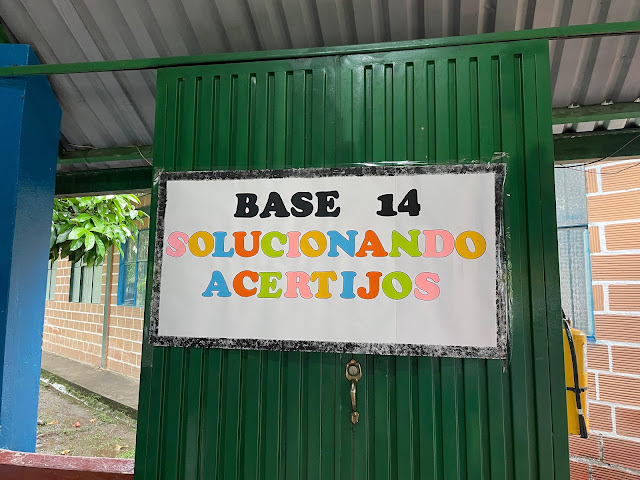 BASE 14
SOLUCIONANDO
ACERTIJOS